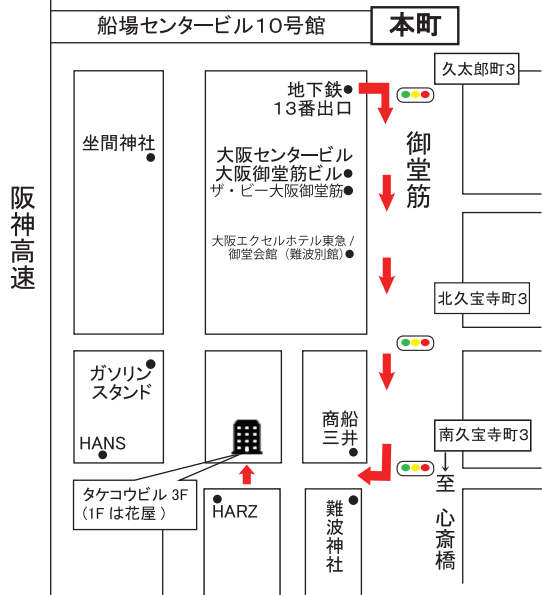 船場センタービル10号館
本町
久太郎町3
地下鉄
13番出口
坐間神社
御堂筋
大阪センタービル
大阪御堂筋ビル
ザ・ビー大阪御堂筋
阪神高速
大阪エクセルホテル東急/
御堂会館（難波別館）
北久宝寺町3
ガソリン
スタンド
商船
三井
南久宝寺町3
HANS
タケコウビル 3F
(1F は花屋 )
HARZ
難波神社
↓
至
心斎橋